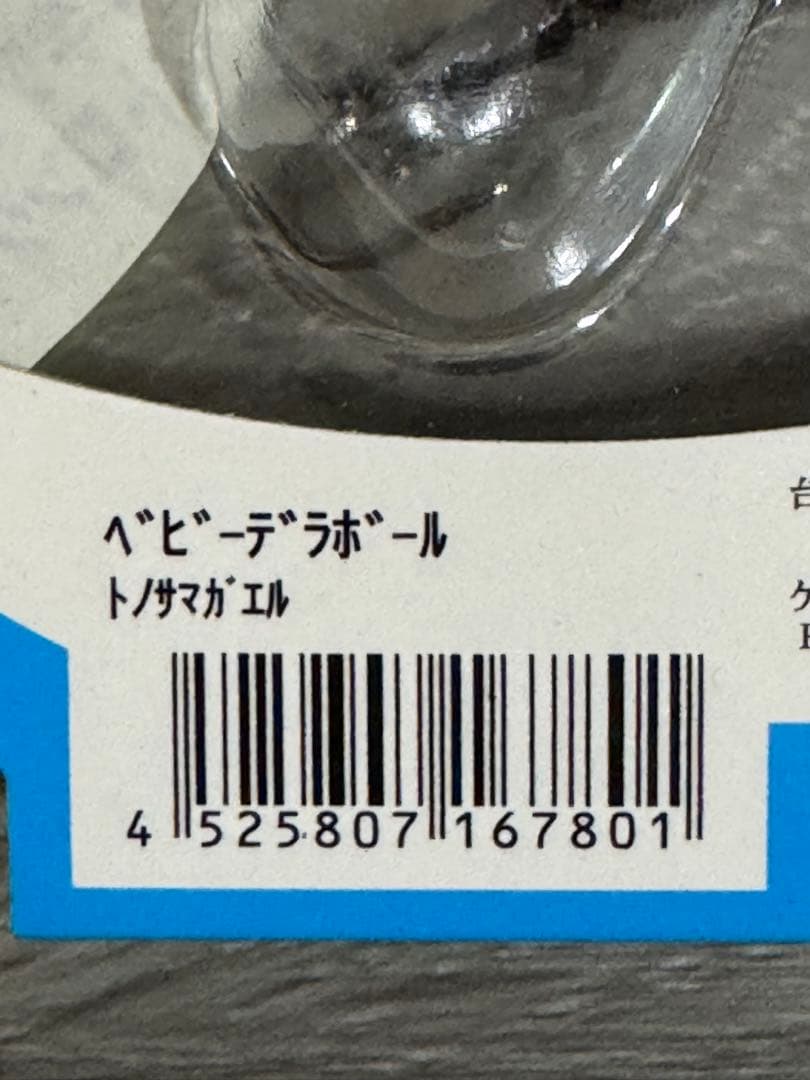 ﾍﾞﾋﾞｰﾃﾞﾗﾎﾞｰﾙ
ﾄﾉｻﾏｶﾞｴﾙ
4 525807 167801